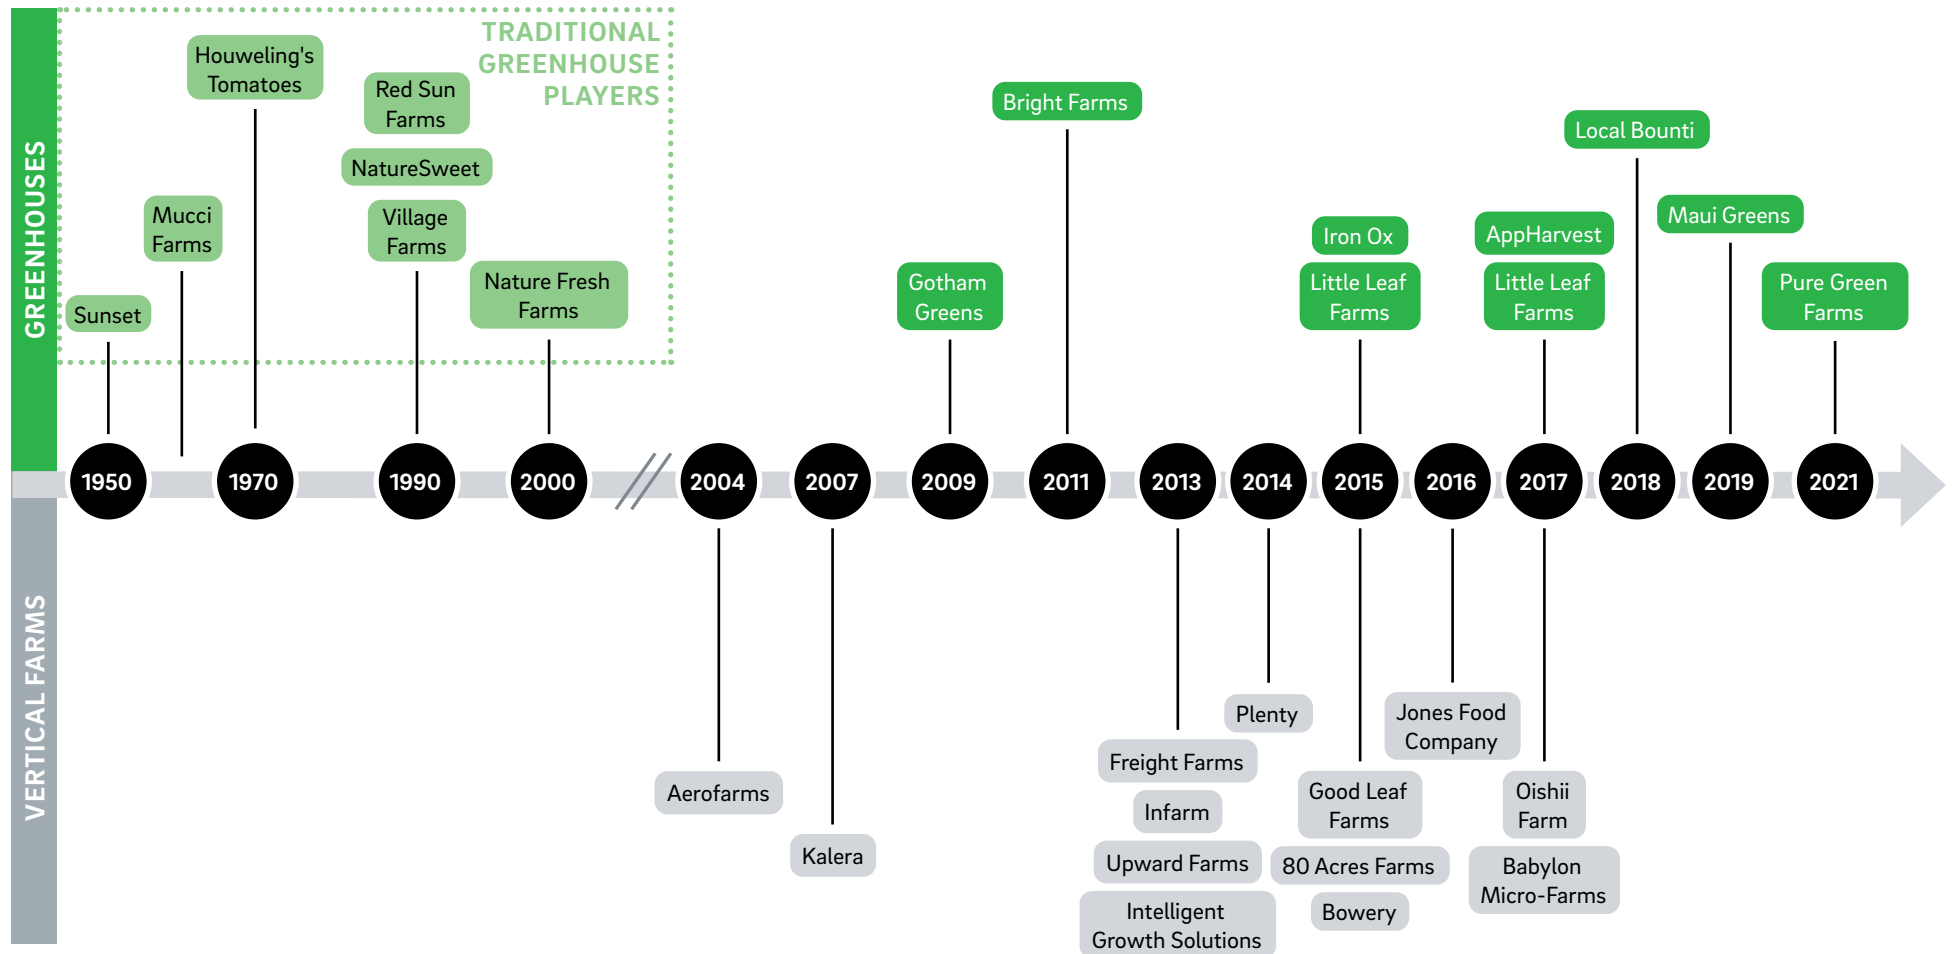 GREENHOUSES
TRADITIONAL
GREENHOUSE
PLAYERS
Sunset
Mucci
Farms
Houweling's
Tomatoes
Red Sun
Farms
NatureSweet
Village
Farms
Nature Fresh
Farms
Gotham
Greens
Bright Farms
Iron Ox
Little Leaf
Farms
AppHarvest
Little Leaf
Farms
Local Bounti
Maui Greens
Pure Green
Farms
1950
1970
1990
2000
2004
2007
2009
2011
2013
2014
2015
2016
2017
2018
2019
2021
VERTICAL FARMS
Aerofarms
Kalera
Freight Farms
Infarm
Upward Farms
Intelligent
Growth Solutions
Plenty
Good Leaf
Farms
80 Acres Farms
Bowery
Jones Food
Company
Oishii
Farm
Babylon
Micro-Farms